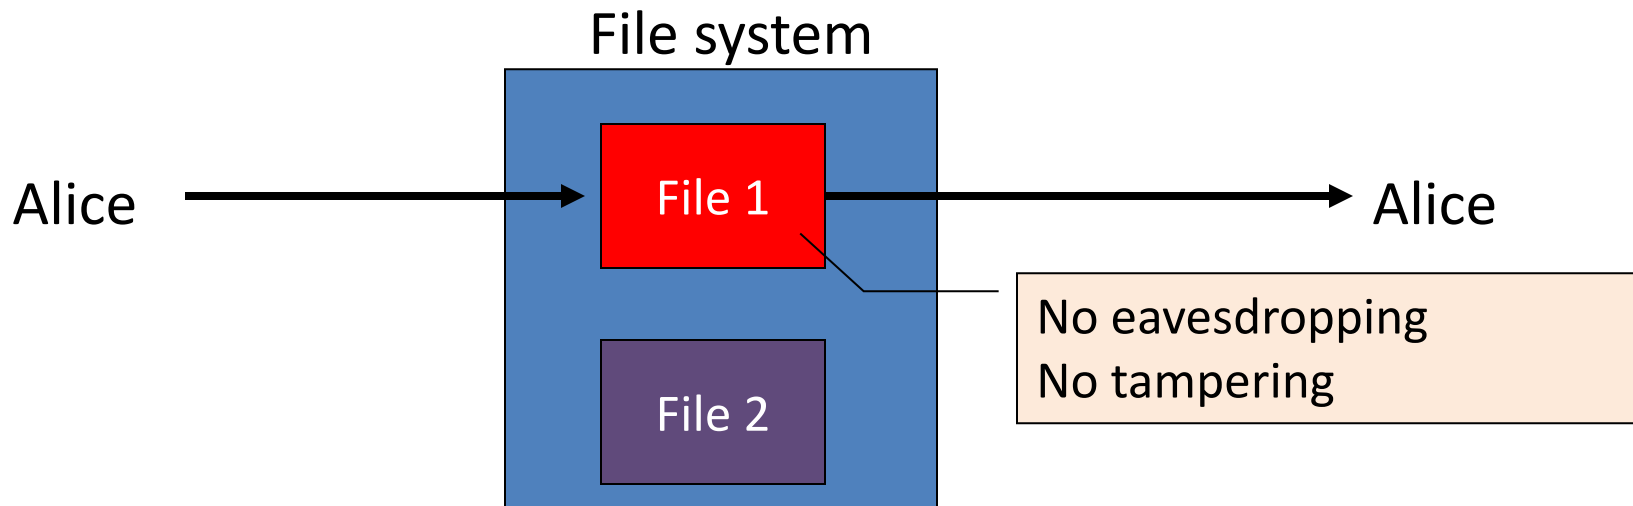 File system
Alice
File 1
Alice
No eavesdropping
No tampering
File 2